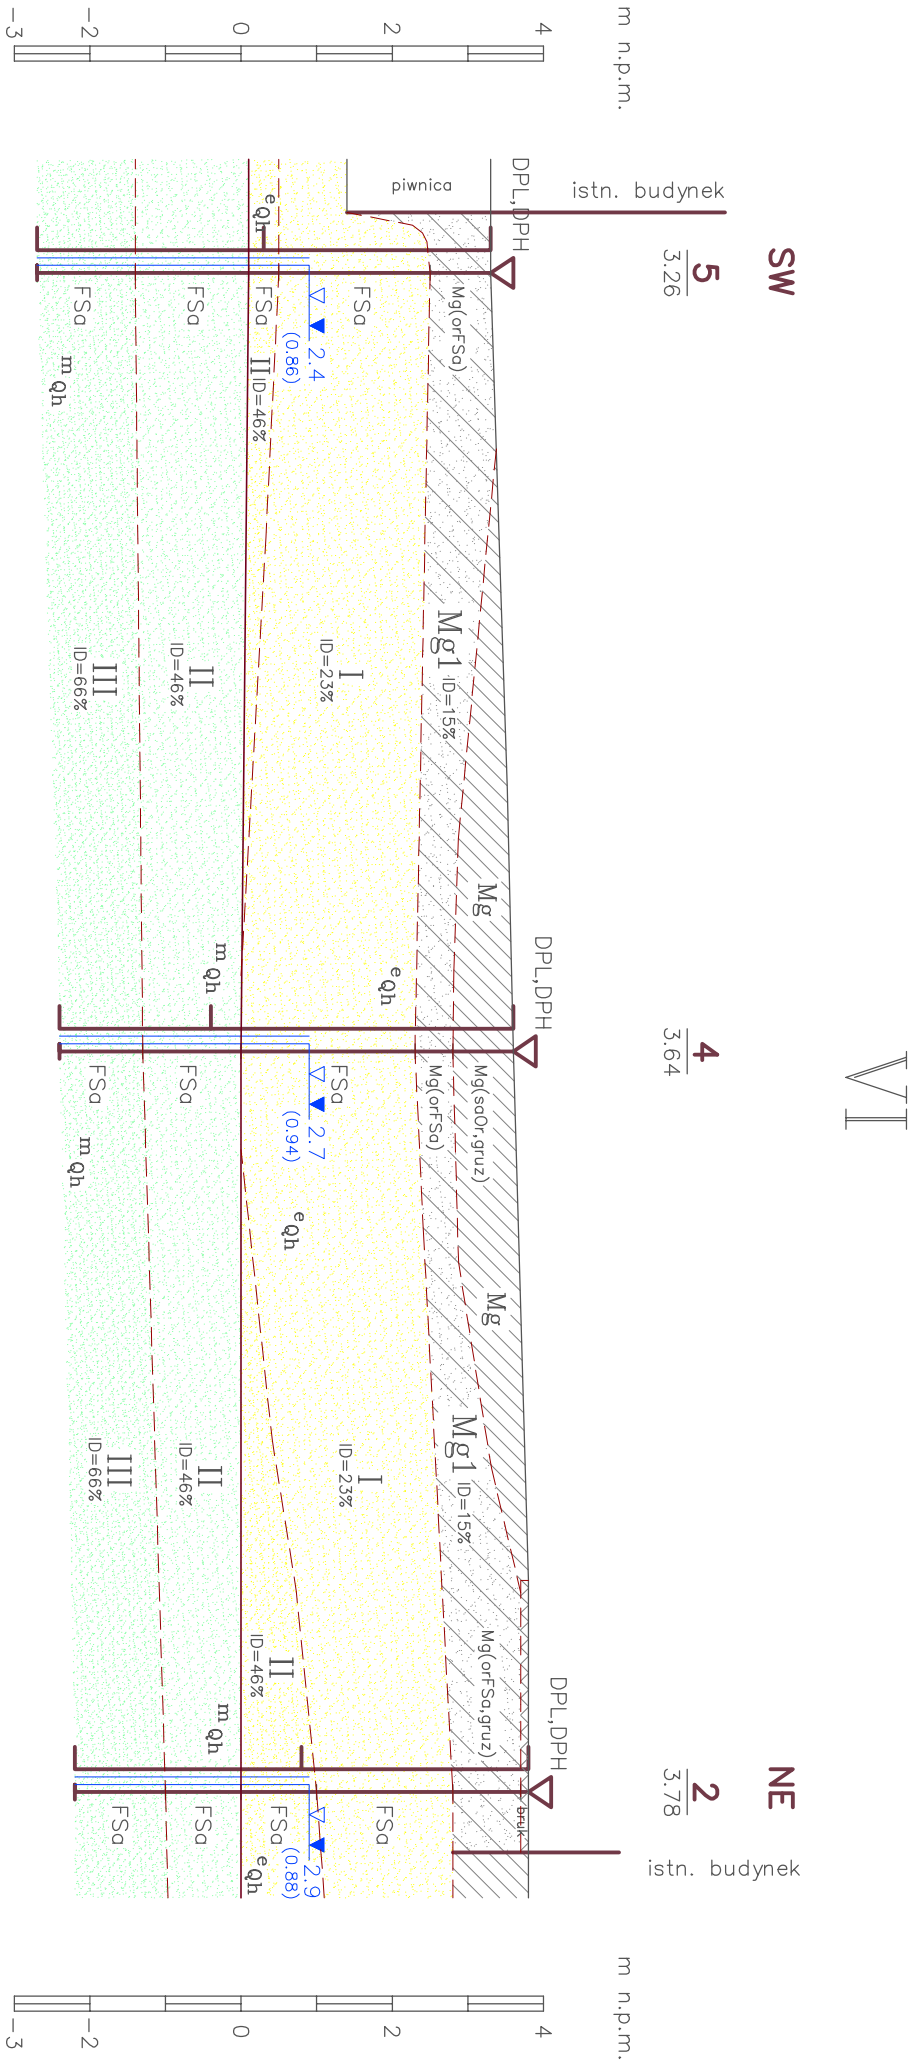 VI
SW
NE
5
3.26
4
3.64
2
3.78
istn. budynek
istn. budynek
m n.p.m.
m n.p.m.
4
2
0
-2
-3
4
2
0
-2
-3
DPL,DPH
DPL,DPH
DPL,DPH
piwnica
Mg(orFSa)
Mg
Mg(saOr,gruz)
Mg(orFSa)
Mg
Mg(orFSa,gruz)
bruk
Mg1 ID=15%
Mg1 ID=15%
FSa
2.4
(0.86)
FSa
FSa
FSa
e Qh
II ID=46%
m Qh
I
ID=23%
II
ID=46%
III
ID=66%
e Qh
m Qh
FSa
2.7
(0.94)
FSa
FSa
m Qh
e Qh
I
ID=23%
II
ID=46%
III
ID=66%
II
ID=46%
m Qh
FSa
2.9
(0.88)
FSa
FSa
FSa
e Qh